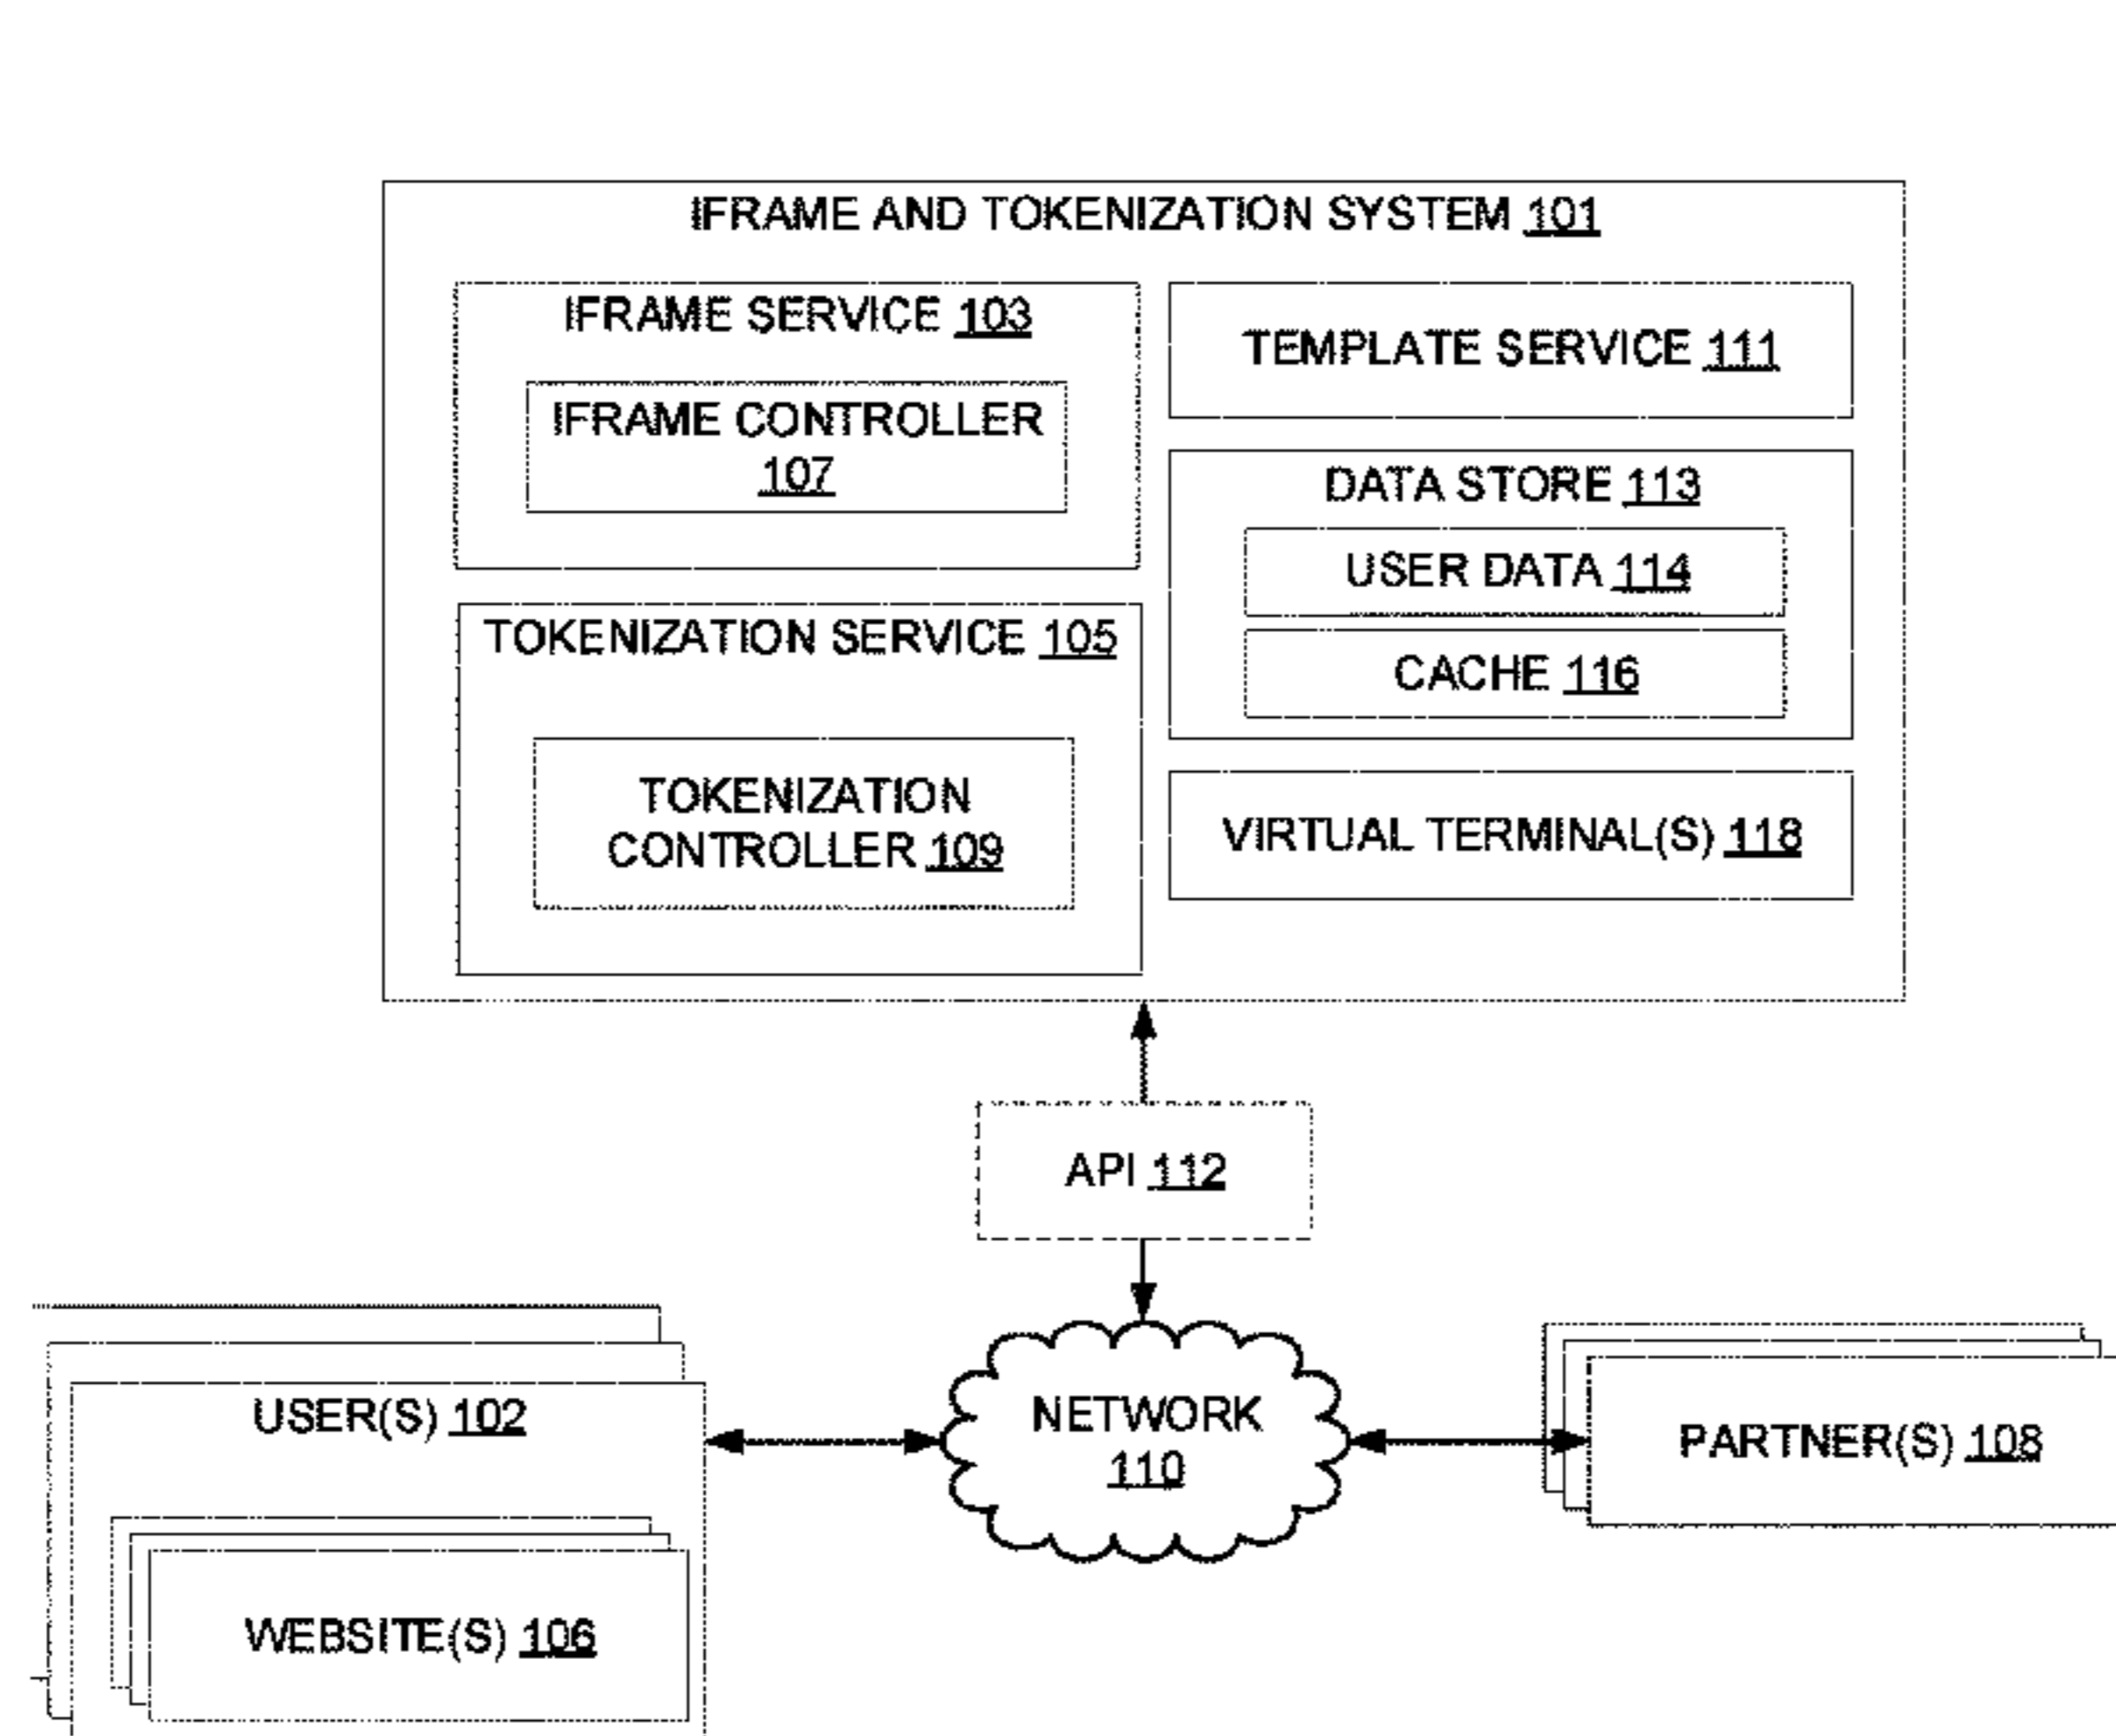 IFRAME AND TOKENIZATION SYSTEM 101
IFRAME SERVICE 103
IFRAME CONTROLLER
107
TOKENIZATION SERVICE 105
TOKENIZATION
CONTROLLER 109
TEMPLATE SERVICE 111
DATA STORE 113
USER DATA 114
CACHE 116
VIRTUAL TERMINAL(S) 118
API 112
USER(S) 102
WEBSITE(S) 106
NETWORK
110
PARTNER(S) 108